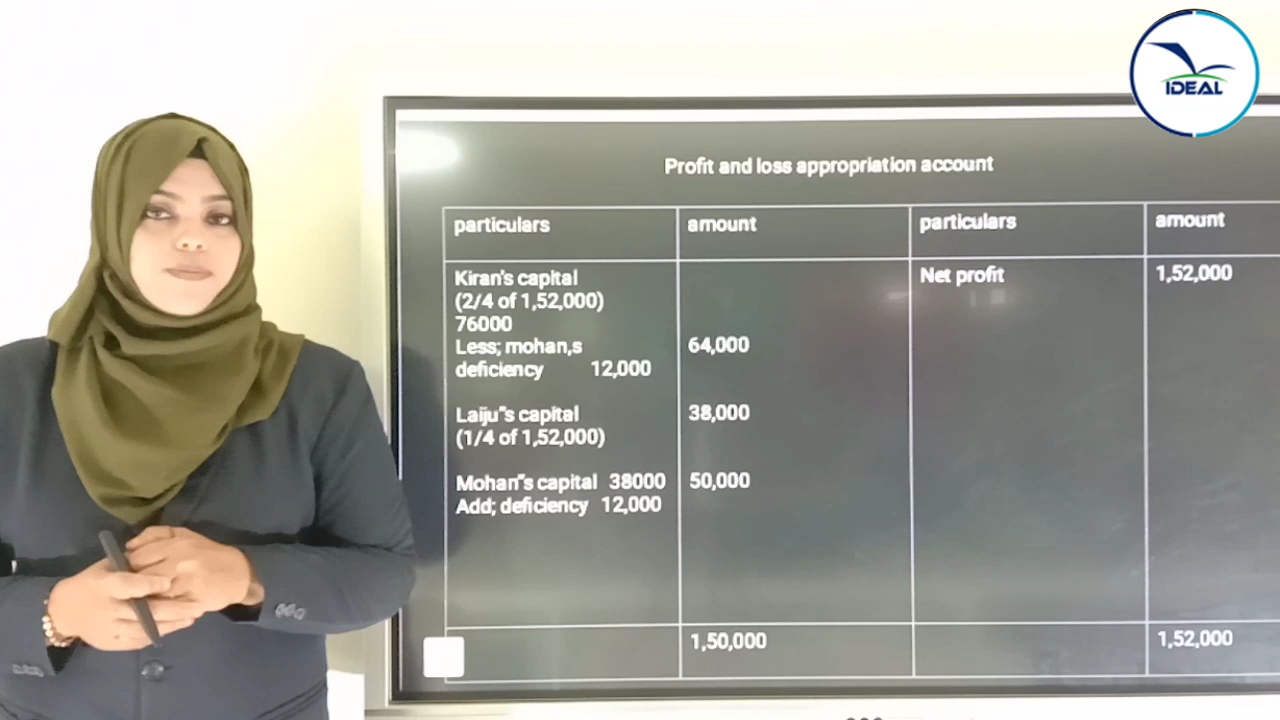 IDEAL
Profit and loss appropriation account
particulars amount particulars amount
Kiran's capital Net profit 1,52,000
(2/4 of 1,52,000)
76000
Less; mohan,s 64,000
deficiency 12,000
Laiju"s capital 38,000
(1/4 of 1,52,000)
Mohan"s capital 38000 50,000
Add; deficiency 12,000
1,50,000 1,52,000